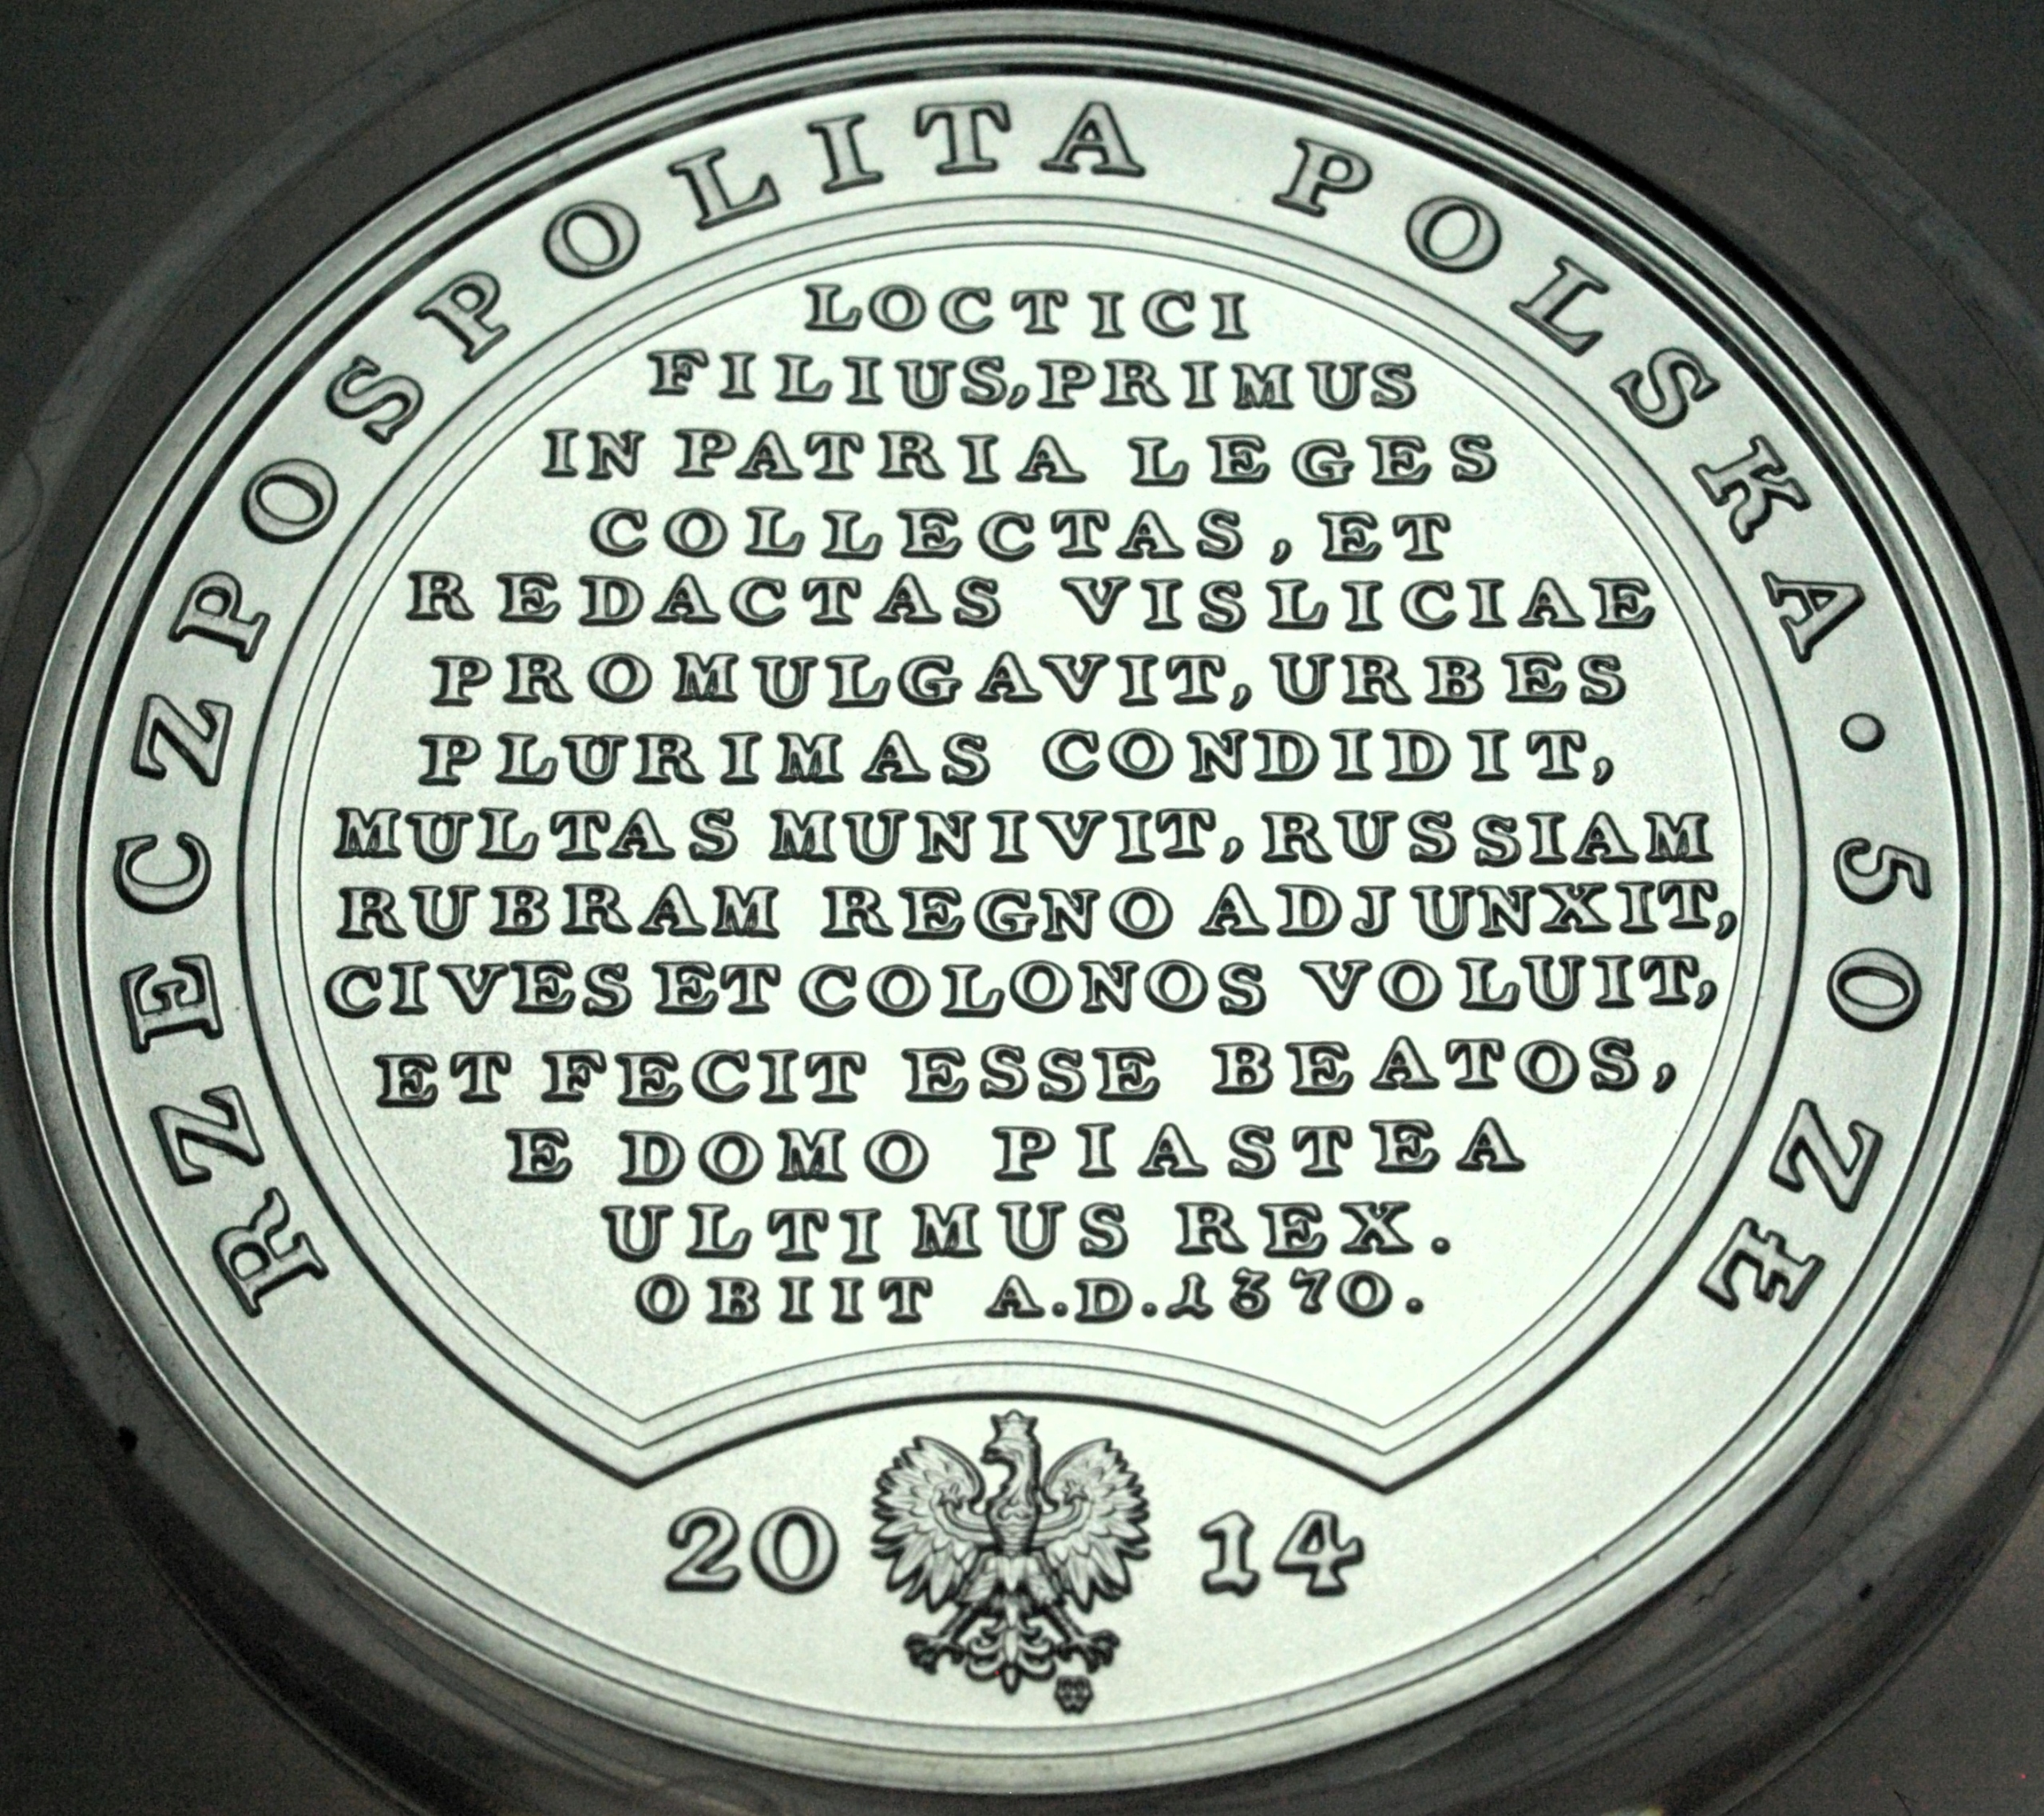 RZECZPOSPOLITA POLSKA · 50 ZŁ
LOCTICI
FILIUS, PRIMUS
IN PATRIA LEGES
COLLECTAS, ET
REDACTAS VISLICIAE
PROMULGAVIT, URBES
PLURIMAS CONDIDIT,
MULTAS MUNIVIT, RUSSIAM
RUBRAM REGNO ADJUNXIT,
CIVES ET COLONOS VOLUIT,
ET FECIT ESSE BEATOS,
E DOMO PIASTEA
ULTIMUS REX.
OBIIT A.D.1370.
20 14